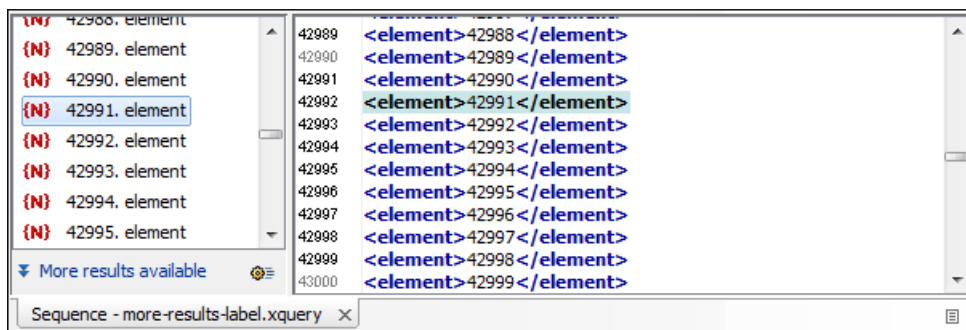 {N} 42988. element
{N} 42989. element
{N} 42990. element
{N} 42991. element
{N} 42992. element
{N} 42993. element
{N} 42994. element
{N} 42995. element
More results available
42989 <element>42988</element>
42990 <element>42989</element>
42991 <element>42990</element>
42992 <element>42991</element>
42993 <element>42992</element>
42994 <element>42993</element>
42995 <element>42994</element>
42996 <element>42995</element>
42997 <element>42996</element>
42998 <element>42997</element>
42999 <element>42998</element>
43000 <element>42999</element>
Sequence - more-results-label.xquery